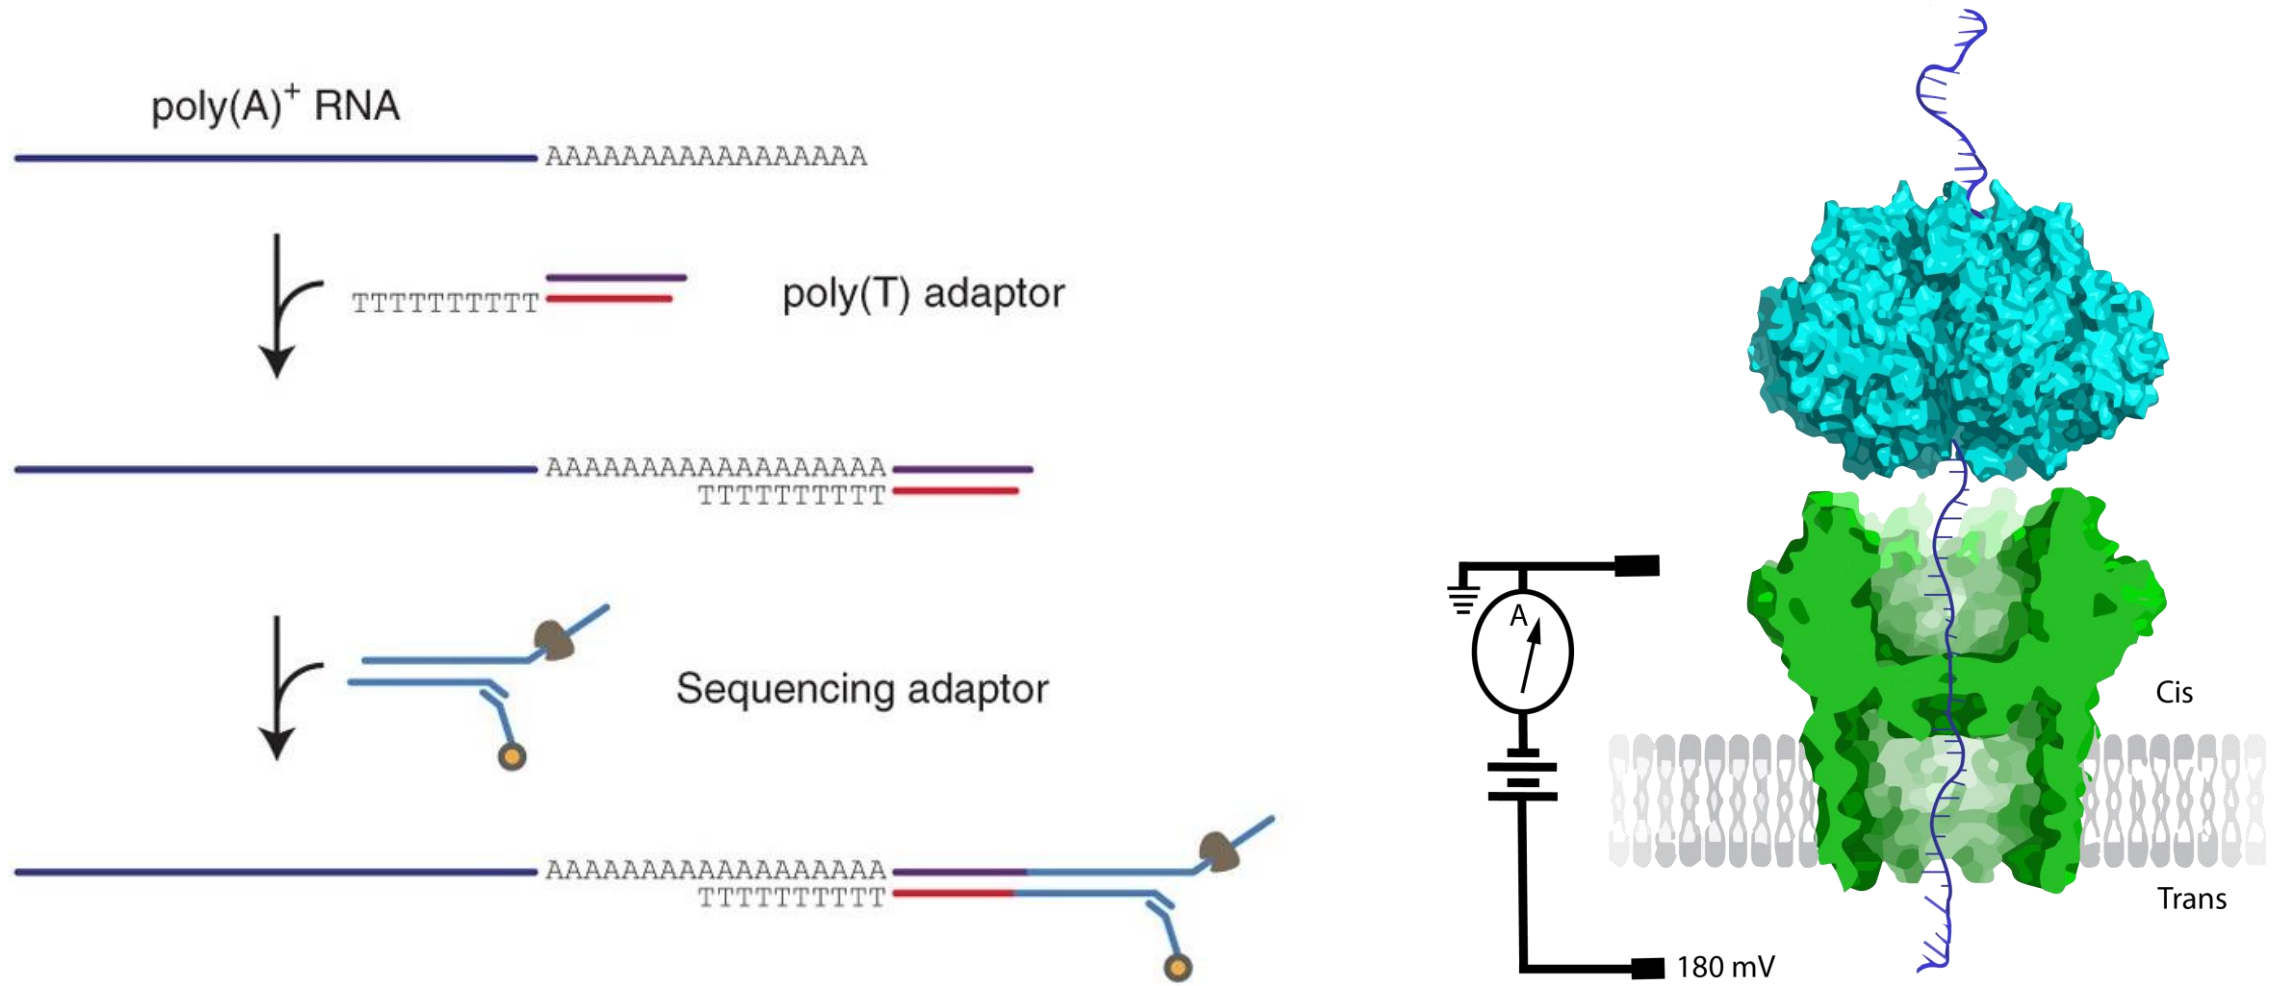 poly(A)⁺ RNA
AAAAAAAAAAAAAAAAA
TTTTTTTTTT
poly(T) adaptor
AAAAAAAAAAAAAAAAAA
TTTTTTTTTT
Sequencing adaptor
AAAAAAAAAAAAAAAAAA
TTTTTTTTTT
A
Cis
Trans
180 mV